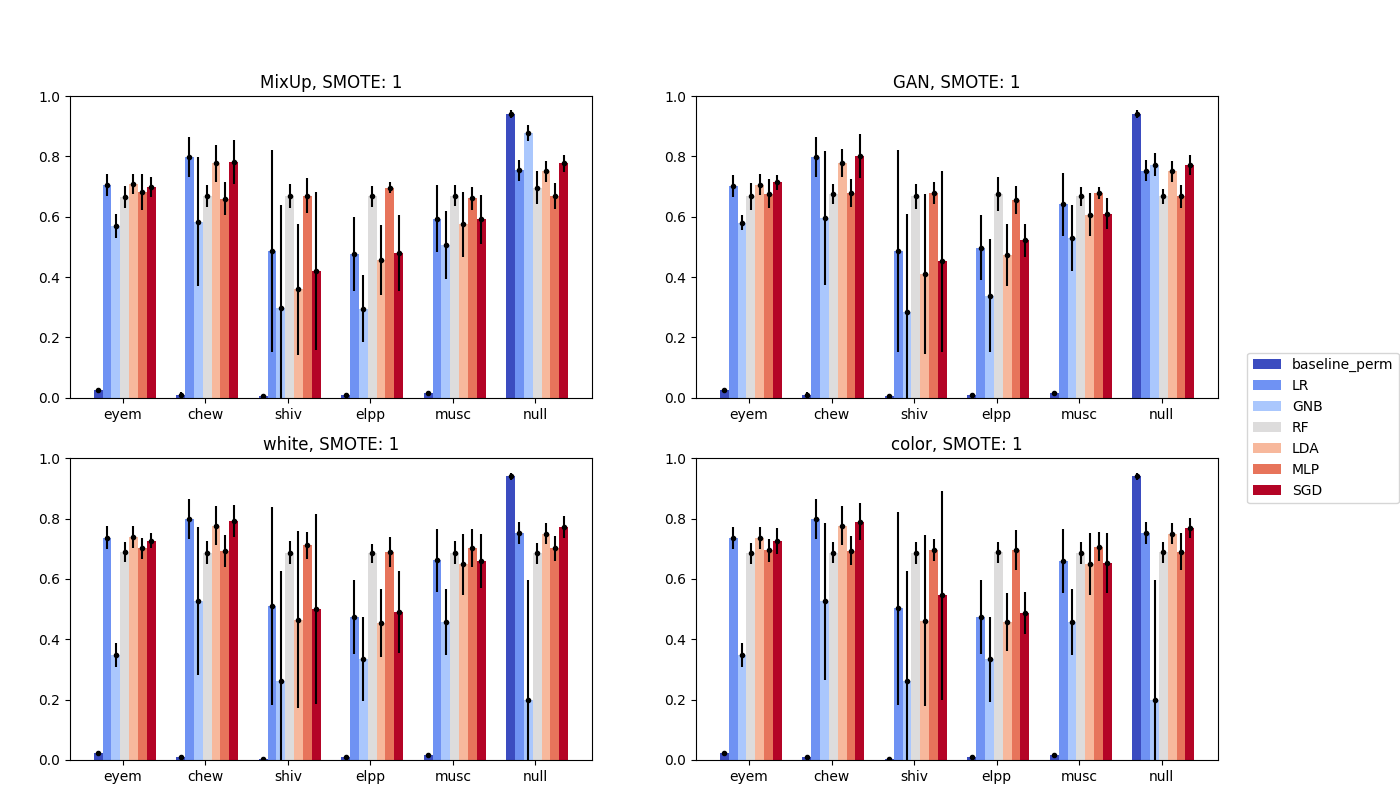 MixUp, SMOTE: 1
1.0
0.8
0.6
0.4
0.2
0.0
eyem chew shiv elpp musc null
GAN, SMOTE: 1
1.0
0.8
0.6
0.4
0.2
0.0
eyem chew shiv elpp musc null
white, SMOTE: 1
1.0
0.8
0.6
0.4
0.2
0.0
eyem chew shiv elpp musc null
color, SMOTE: 1
1.0
0.8
0.6
0.4
0.2
0.0
eyem chew shiv elpp musc null
baseline_perm
LR
GNB
RF
LDA
MLP
SGD